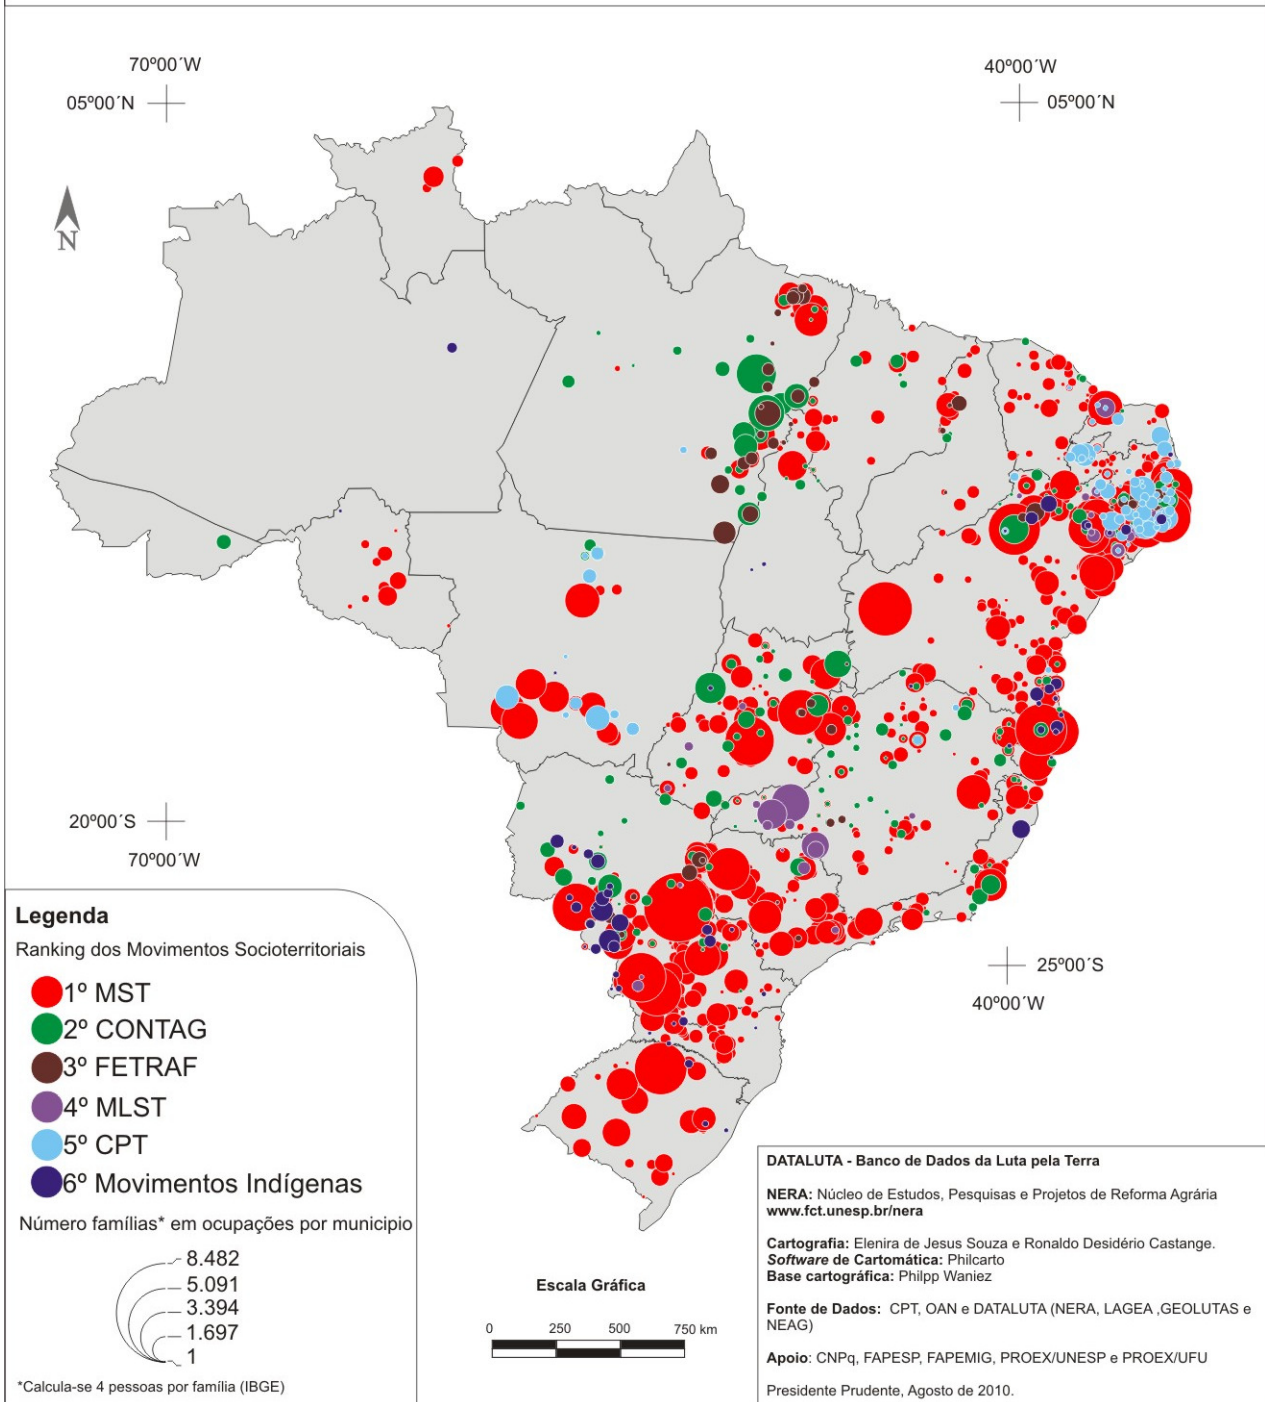 70º00´W
40º00´W
05º00´N
05º00´N
N
20º00´S
70º00´W
25º00´S
40º00´W
Legenda
Ranking dos Movimentos Socioterritoriais
1º MST
2º CONTAG
3º FETRAF
4º MLST
5º CPT
6º Movimentos Indígenas
Número famílias* em ocupações por municipio
8.482
5.091
3.394
1.697
1
*Calcula-se 4 pessoas por família (IBGE)
Escala Gráfica
0 250 500 750 km
DATALUTA - Banco de Dados da Luta pela Terra
NERA: Núcleo de Estudos, Pesquisas e Projetos de Reforma Agrária
www.fct.unesp.br/nera
Cartografia: Elenira de Jesus Souza e Ronaldo Desidério Castange.
Software de Cartomática: Philcarto
Base cartográfica: Philpp Waniez
Fonte de Dados: CPT, OAN e DATALUTA (NERA, LAGEA ,GEOLUTAS e
NEAG)
Apoio: CNPq, FAPESP, FAPEMIG, PROEX/UNESP e PROEX/UFU
Presidente Prudente, Agosto de 2010.